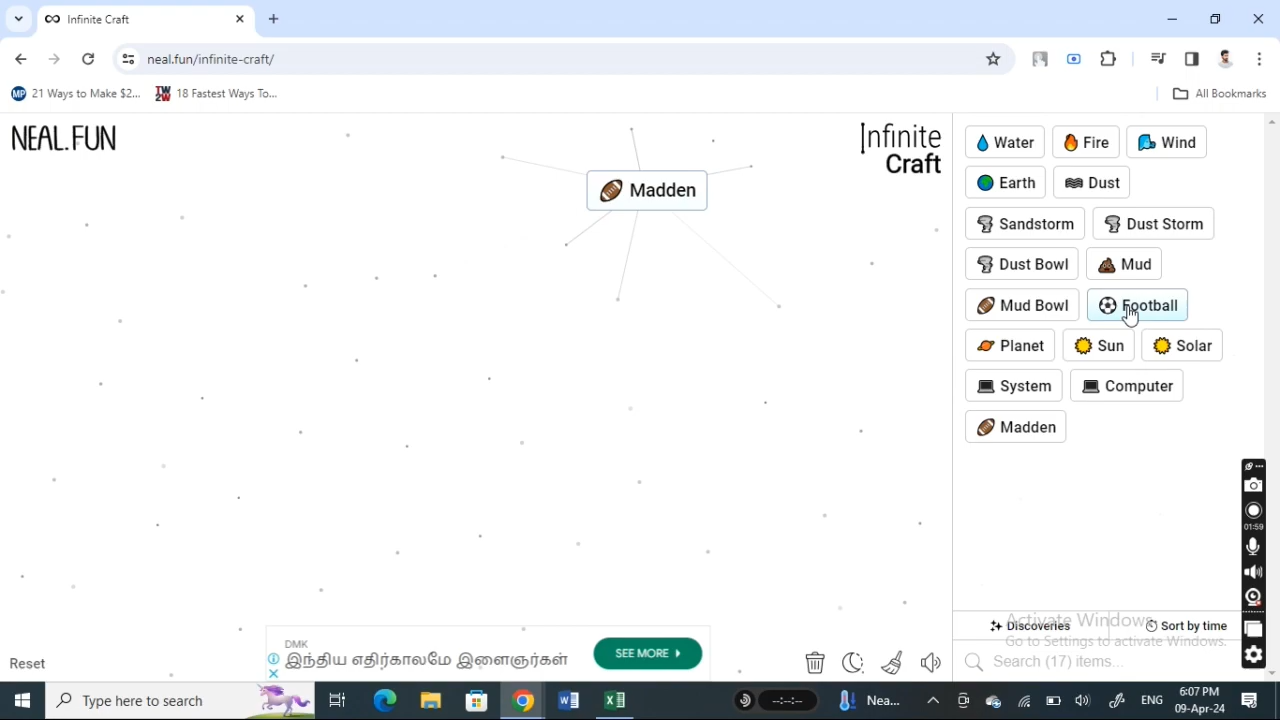 Infinite Craft
neal.fun/infinite-craft/
21 Ways to Make $2...
18 Fastest Ways To...
All Bookmarks
NEAL.FUN
Infinite
Craft
Madden
Water
Fire
Wind
Earth
Dust
Sandstorm
Dust Storm
Dust Bowl
Mud
Mud Bowl
Football
Planet
Sun
Solar
System
Computer
Madden
01:59
Activate Windows
Go to Settings to activate Windows.
Discoveries
Sort by time
Search (17) items...
DMK
இந்திய எதிர்காலமே இளைஞர்கள்
SEE MORE
Reset
Type here to search
--:--:--
Nea...
ENG
6:07 PM
09-Apr-24